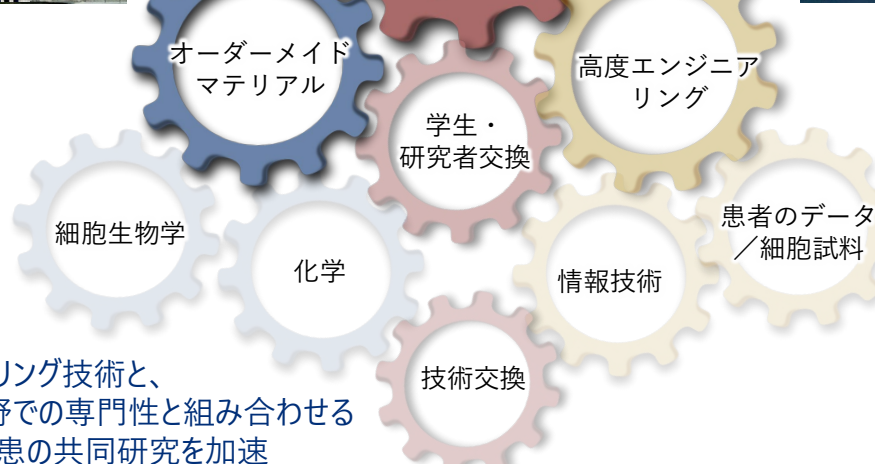 オーダーメイド
マテリアル
高度エンジニア
リング
学生・
研究者交換
細胞生物学
化学
情報技術
患者のデータ
／細胞試料
技術交換
リング技術と、
野での専門性と組み合わせる
患の共同研究を加速